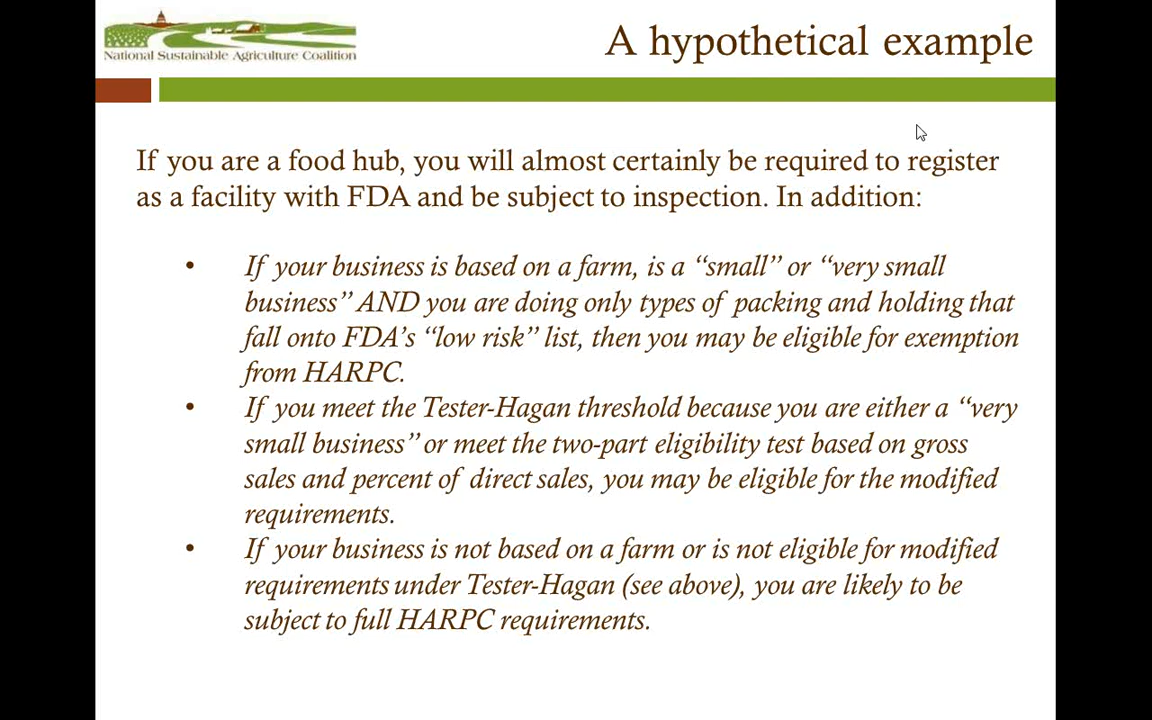 National Sustainable Agriculture Coalition
A hypothetical example
If you are a food hub, you will almost certainly be required to register
as a facility with FDA and be subject to inspection. In addition:
• If your business is based on a farm, is a “small” or “very small
business” AND you are doing only types of packing and holding that
fall onto FDA’s “low risk” list, then you may be eligible for exemption
from HARPC.
• If you meet the Tester-Hagan threshold because you are either a “very
small business” or meet the two-part eligibility test based on gross
sales and percent of direct sales, you may be eligible for the modified
requirements.
• If your business is not based on a farm or is not eligible for modified
requirements under Tester-Hagan (see above), you are likely to be
subject to full HARPC requirements.